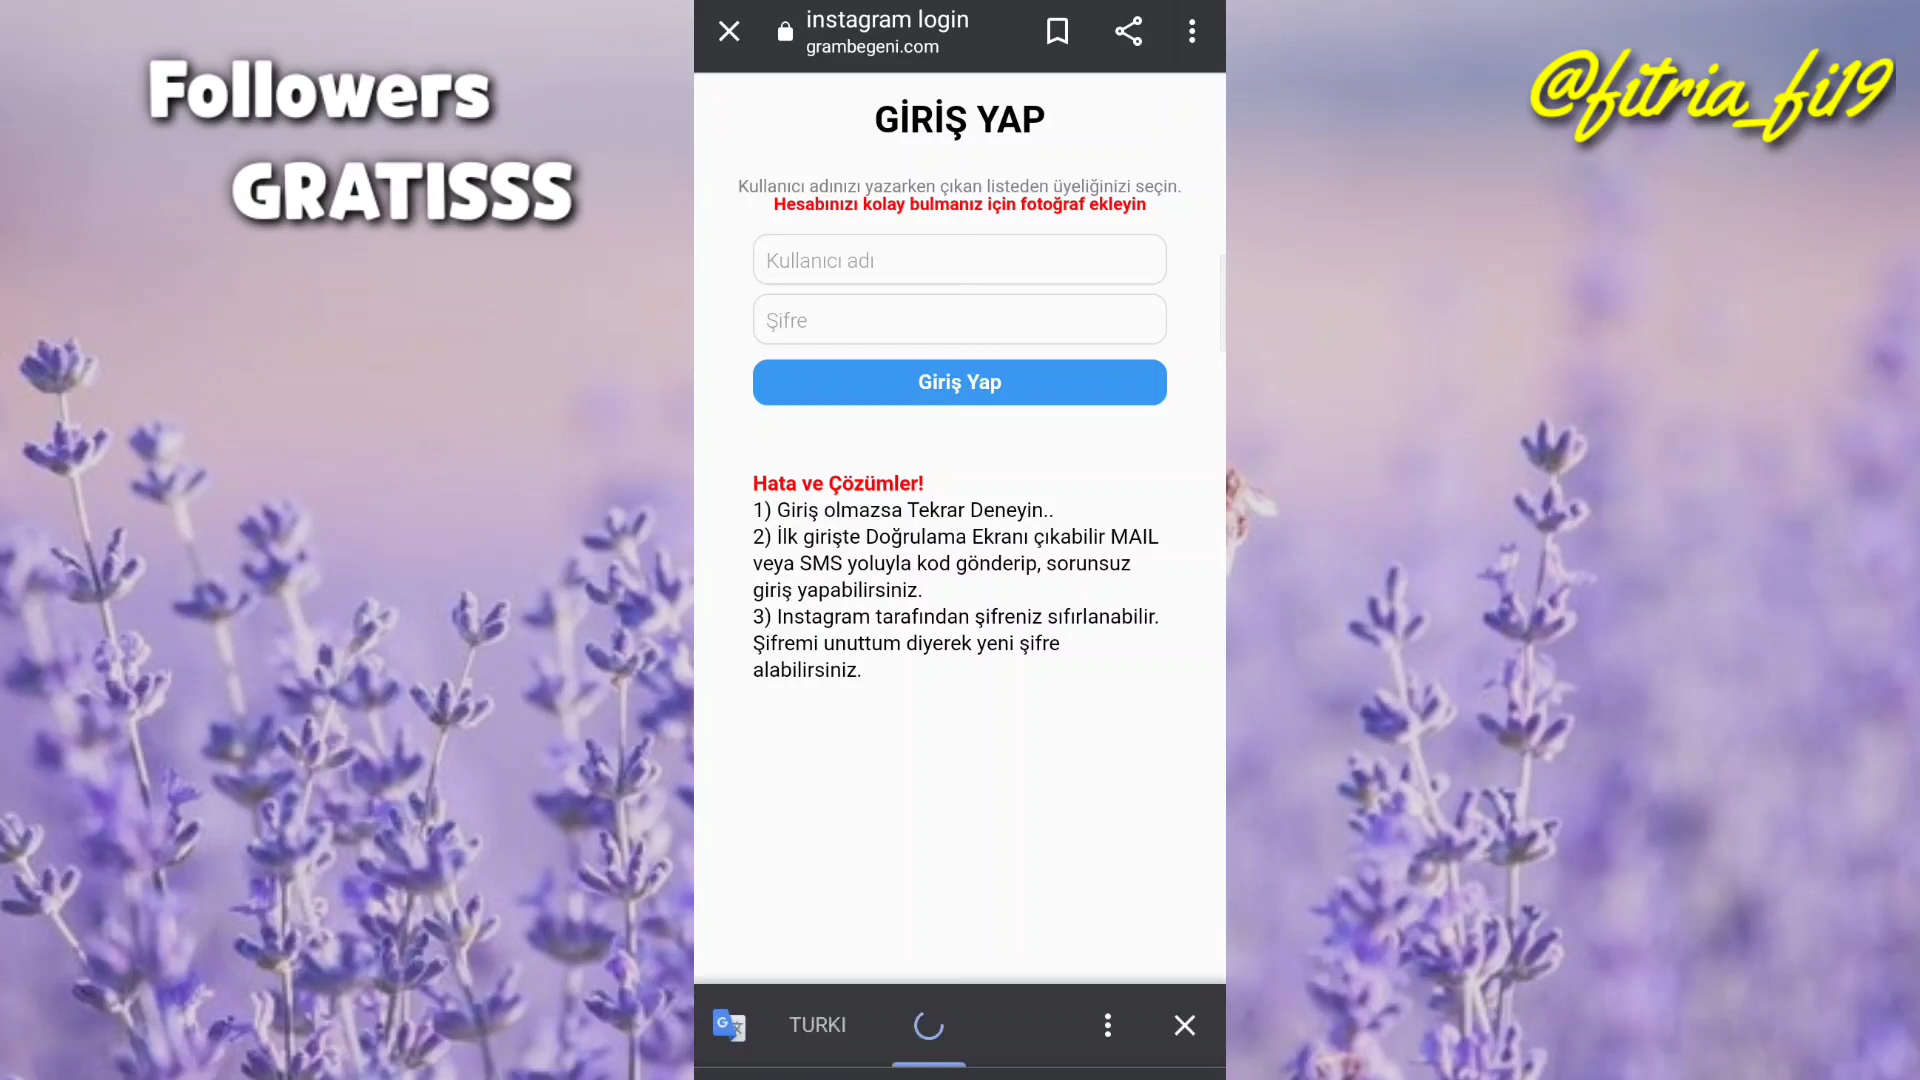 Followers
GRATISSS
@fitria_fi19
instagram login
grambegeni.com
GİRİŞ YAP
Kullanıcı adınızı yazarken çıkan listeden üyeliğinizi seçin.
Hesabınızı kolay bulmanız için fotoğraf ekleyin
Kullanıcı adı
Şifre
Giriş Yap
Hata ve Çözümler!
1) Giriş olmazsa Tekrar Deneyin..
2) İlk girişte Doğrulama Ekranı çıkabilir MAIL
veya SMS yoluyla kod gönderip, sorunsuz
giriş yapabilirsiniz.
3) Instagram tarafından şifreniz sıfırlanabilir.
Şifremi unuttum diyerek yeni şifre
alabilirsiniz.
TURKI